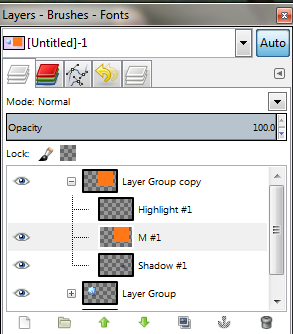 Layers - Brushes - Fonts
[Untitled]-1
Auto
Mode: Normal
Opacity 100.0
Lock:
Layer Group copy
Highlight #1
M #1
Shadow #1
Layer Group